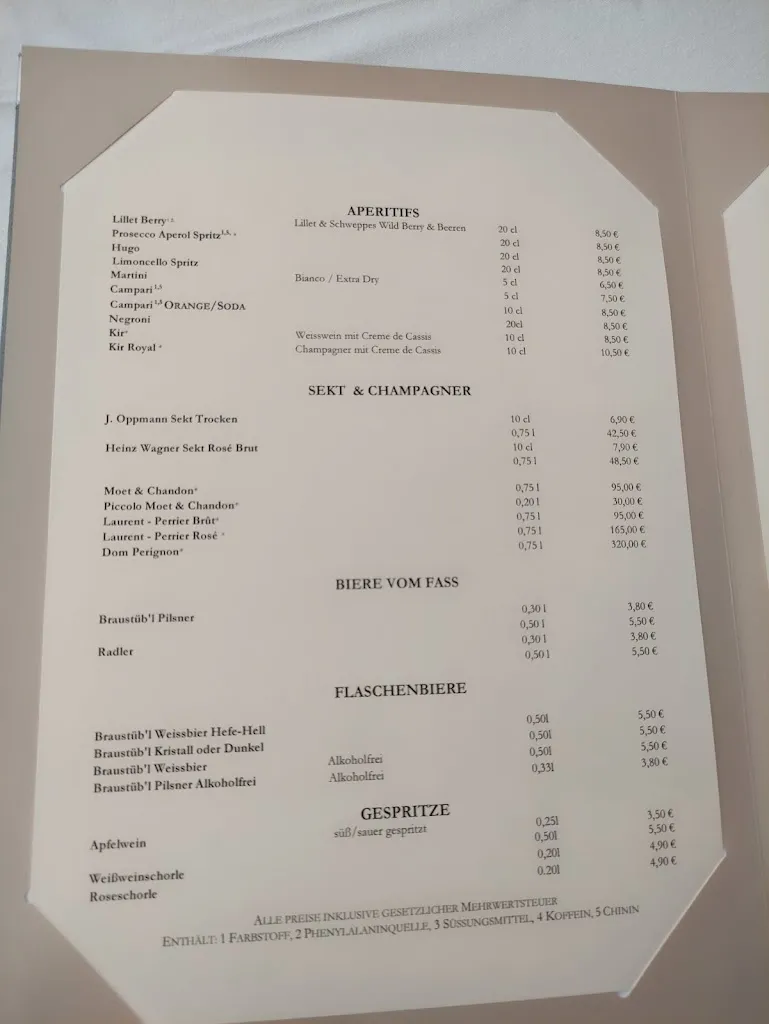 APERITIFS
Lillet Berry Lillet & Schweppes Wild Berry & Beeren 20 cl 8,50 €
Prosecco Aperol Spritz 20 cl 8,50 €
Hugo 20 cl 8,50 €
Limoncello Spritz 20 cl 8,50 €
Martini Bianco / Extra Dry 5 cl 6,50 €
Campari 1,5 5 cl 7,50 €
Campari 1,5 ORANGE/SODA 10 cl 8,50 €
Negroni 20cl 8,50 €
Kir* Weisswein mit Creme de Cassis 10 cl 8,50 €
Kir Royal * Champagner mit Creme de Cassis 10 cl 10,50 €
SEKT & CHAMPAGNER
J. Oppmann Sekt Trocken 10 cl 6,90 €
0,75 l 42,50 €
Heinz Wagner Sekt Rosé Brut 10 cl 7,90 €
0,75 l 48,50 €
Moet & Chandon* 0,75 l 95,00 €
Piccolo Moet & Chandon* 0,20 l 30,00 €
Laurent - Perrier Brût* 0,75 l 95,00 €
Laurent - Perrier Rosé * 0,75 l 165,00 €
Dom Perignon* 0,75 l 320,00 €
BIERE VOM FASS
Braustüb'l Pilsner 0,30 l 3,80 €
0,50 l 5,50 €
Radler 0,30 l 3,80 €
0,50 l 5,50 €
FLASCHENBIERE
Braustüb'l Weissbier Hefe-Hell 0,50l 5,50 €
Braustüb'l Kristall oder Dunkel 0,50l 5,50 €
Braustüb'l Weissbier Alkoholfrei 0,50l 5,50 €
Braustüb'l Pilsner Alkoholfrei Alkoholfrei 0,33l 3,80 €
GESPRITZE
Apfelwein süß/sauer gespritzt 0,25l 3,50 €
0,50l 5,50 €
Weißweinschorle 0,20l 4,90 €
Roseschorle 0.20l 4,90 €
ALLE PREISE INKLUSIVE GESETZLICHER MEHRWERTSTEUER
ENTHÄLT: 1 FARBSTOFF, 2 PHENYLALANINQUELLE, 3 SÜSSUNGSMITTEL, 4 KOFFEIN, 5 CHININ